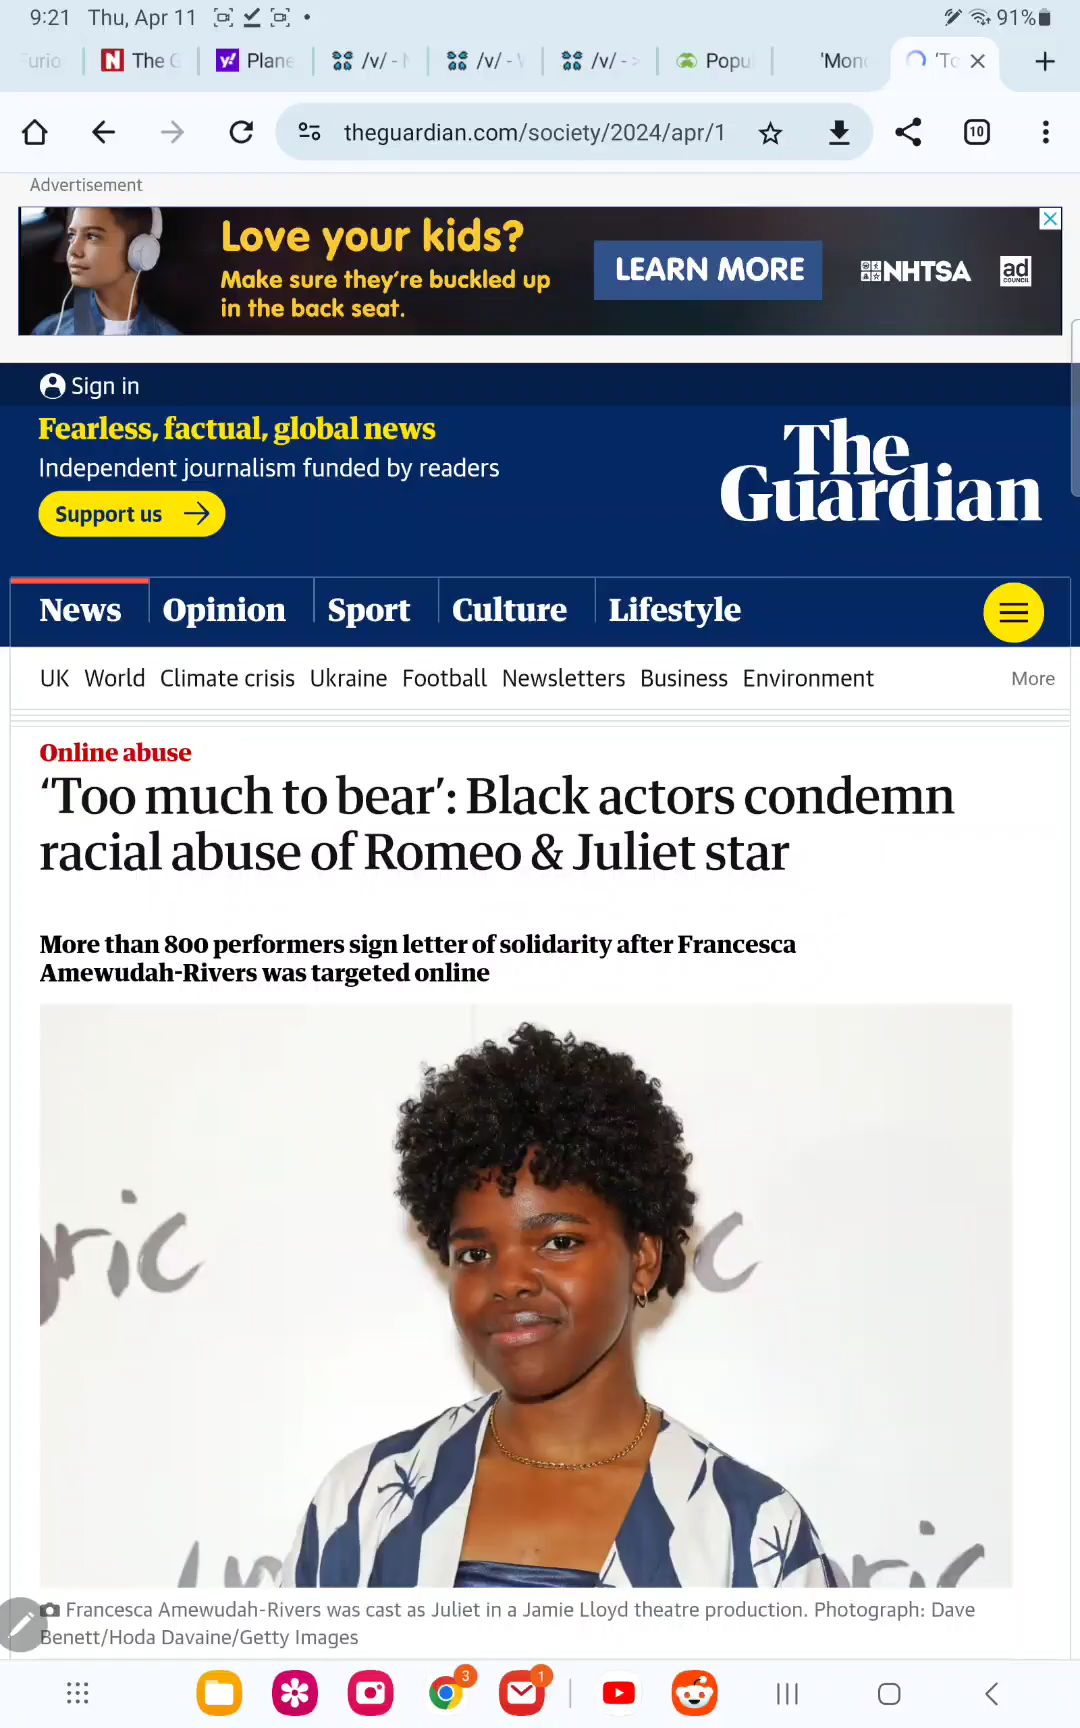 9:21 Thu, Apr 11 91%
The G
Plane
/v/ -
/v/ -
/v/ - >
Popu
'Mon
'To
theguardian.com/society/2024/apr/1
10
Advertisement
Love your kids?
Make sure they're buckled up
in the back seat.
LEARN MORE
NHTSA
ad
COUNCIL
Sign in
Fearless, factual, global news
Independent journalism funded by readers
Support us
The
Guardian
News Opinion Sport Culture Lifestyle
UK World Climate crisis Ukraine Football Newsletters Business Environment More
Online abuse
‘Too much to bear’: Black actors condemn
racial abuse of Romeo & Juliet star
More than 800 performers sign letter of solidarity after Francesca
Amewudah-Rivers was targeted online
ric
c
ric
Francesca Amewudah-Rivers was cast as Juliet in a Jamie Lloyd theatre production. Photograph: Dave
Benett/Hoda Davaine/Getty Images
3
1